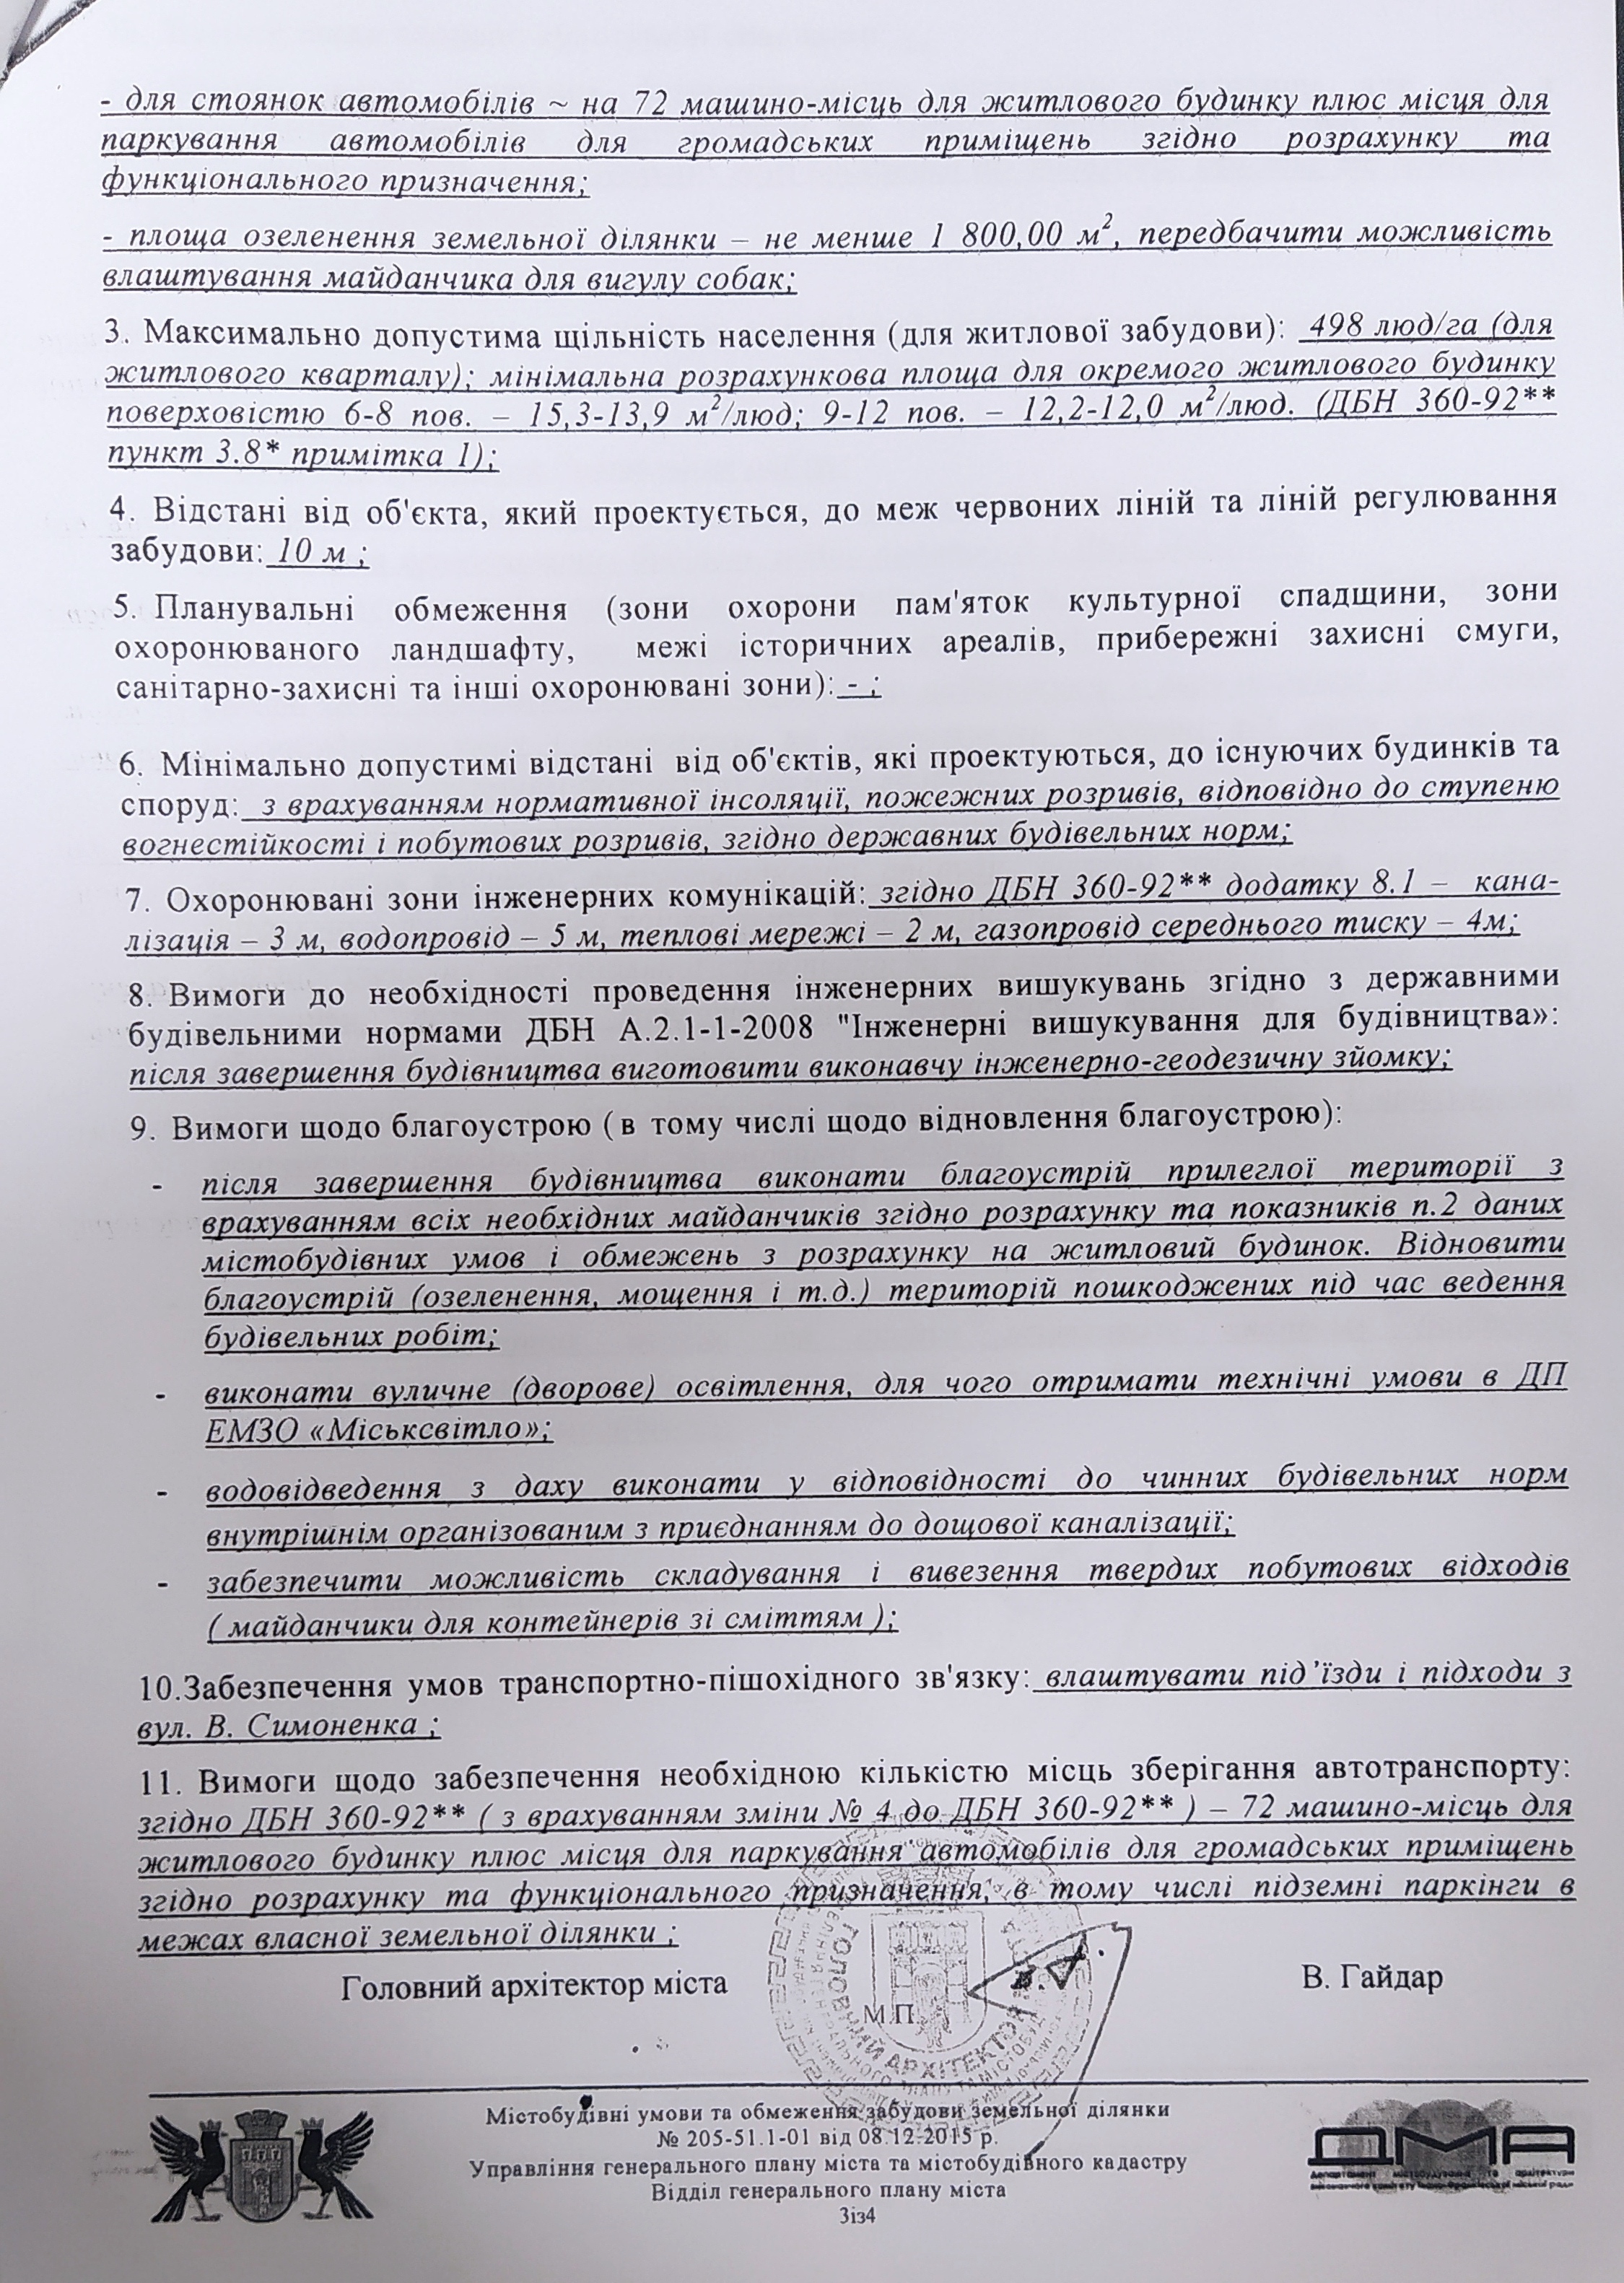 - для стоянок автомобілів ~ на 72 машино-місць для житлового будинку плюс місця для
паркування автомобілів для громадських приміщень згідно розрахунку та
функціонального призначення;
- площа озеленення земельної ділянки – не менше 1 800,00 м², передбачити можливість
влаштування майданчика для вигулу собак;
3. Максимально допустима щільність населення (для житлової забудови): 498 люд/га (для
житлового кварталу); мінімальна розрахункова площа для окремого житлового будинку
поверховістю 6-8 пов. – 15,3-13,9 м²/люд; 9-12 пов. – 12,2-12,0 м²/люд. (ДБН 360-92**
пункт 3.8* примітка 1);
4. Відстані від об'єкта, який проектується, до меж червоних ліній та ліній регулювання
забудови: 10 м ;
5. Планувальні обмеження (зони охорони пам'яток культурної спадщини, зони
охоронюваного ландшафту, межі історичних ареалів, прибережні захисні смуги,
санітарно-захисні та інші охоронювані зони): - ;
6. Мінімально допустимі відстані від об'єктів, які проектуються, до існуючих будинків та
споруд: з врахуванням нормативної інсоляції, пожежних розривів, відповідно до ступеню
вогнестійкості і побутових розривів, згідно державних будівельних норм;
7. Охоронювані зони інженерних комунікацій: згідно ДБН 360-92** додатку 8.1 – кана-
лізація – 3 м, водопровід – 5 м, теплові мережі – 2 м, газопровід середнього тиску – 4м;
8. Вимоги до необхідності проведення інженерних вишукувань згідно з державними
будівельними нормами ДБН А.2.1-1-2008 "Інженерні вишукування для будівництва»:
після завершення будівництва виготовити виконавчу інженерно-геодезичну зйомку;
9. Вимоги щодо благоустрою (в тому числі щодо відновлення благоустрою):
- після завершення будівництва виконати благоустрій прилеглої території з
врахуванням всіх необхідних майданчиків згідно розрахунку та показників п.2 даних
містобудівних умов і обмежень з розрахунку на житловий будинок. Відновити
благоустрій (озеленення, мощення і т.д.) територій пошкоджених під час ведення
будівельних робіт;
- виконати вуличне (дворове) освітлення, для чого отримати технічні умови в ДП
ЕМЗО «Міськсвітло»;
- водовідведення з даху виконати у відповідності до чинних будівельних норм
внутрішнім організованим з приєднанням до дощової каналізації;
- забезпечити можливість складування і вивезення твердих побутових відходів
(майданчики для контейнерів зі сміттям );
10.Забезпечення умов транспортно-пішохідного зв'язку: влаштувати під’їзди і підходи з
вул. В. Симоненка ;
11. Вимоги щодо забезпечення необхідною кількістю місць зберігання автотранспорту:
згідно ДБН 360-92** ( з врахуванням зміни № 4 до ДБН 360-92** ) – 72 машино-місць для
житлового будинку плюс місця для паркування автомобілів для громадських приміщень
згідно розрахунку та функціонального призначення, в тому числі підземні паркінги в
межах власної земельної ділянки ;
Головний архітектор міста В. Гайдар
МП
Містобудівні умови та обмеження забудови земельної ділянки
№ 205-51.1-01 від 08.12.2015 р.
Управління генерального плану міста та містобудівного кадастру
Відділ генерального плану міста
3із4
ДМА